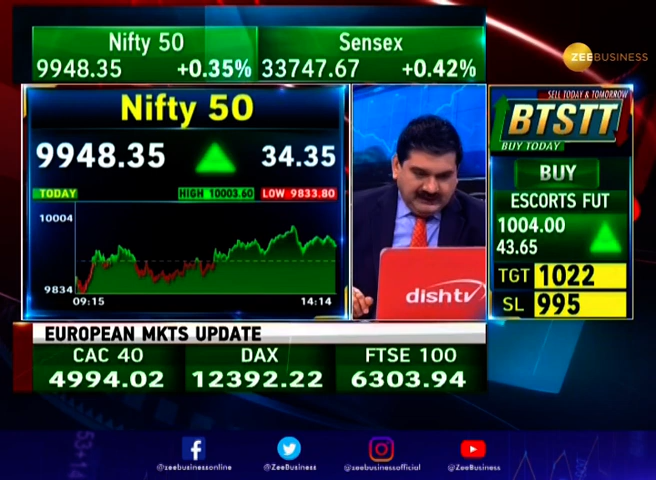 Nifty 50
9948.35 +0.35%
Sensex
33747.67 +0.42%
ZEEBUSINESS
Nifty 50
9948.35 34.35
TODAY HIGH 10003.60 LOW 9833.80
10004
9834
09:15 14:14
dishtv
SELL TODAY & TOMORROW
BTSTT
BUY TODAY
BUY
ESCORTS FUT
1004.00
43.65
TGT 1022
SL 995
EUROPEAN MKTS UPDATE
CAC 40 DAX FTSE 100
4994.02 12392.22 6303.94
@zeebusinessonline @ZeeBusiness @zeebusinessofficial @ZeeBusiness